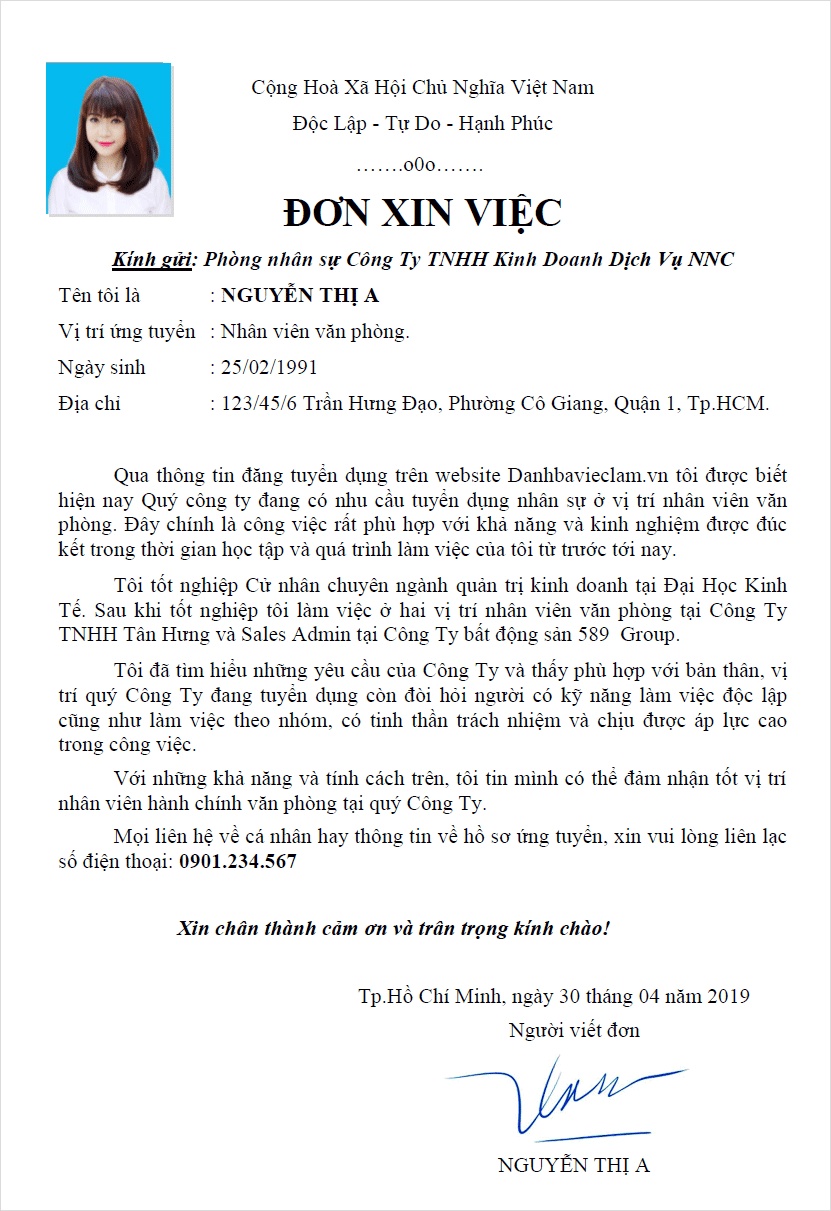 Cộng Hoà Xã Hội Chủ Nghĩa Việt Nam
Độc Lập - Tự Do - Hạnh Phúc
…….o0o…….
ĐƠN XIN VIỆC
Kính gửi: Phòng nhân sự Công Ty TNHH Kinh Doanh Dịch Vụ NNC
Tên tôi là : NGUYỄN THỊ A
Vị trí ứng tuyển : Nhân viên văn phòng.
Ngày sinh : 25/02/1991
Địa chỉ : 123/45/6 Trần Hưng Đạo, Phường Cô Giang, Quận 1, Tp.HCM.
Qua thông tin đăng tuyển dụng trên website Danhbavieclam.vn tôi được biết
hiện nay Quý công ty đang có nhu cầu tuyển dụng nhân sự ở vị trí nhân viên văn
phòng. Đây chính là công việc rất phù hợp với khả năng và kinh nghiệm được đúc
kết trong thời gian học tập và quá trình làm việc của tôi từ trước tới nay.
Tôi tốt nghiệp Cử nhân chuyên ngành quản trị kinh doanh tại Đại Học Kinh
Tế. Sau khi tốt nghiệp tôi làm việc ở hai vị trí nhân viên văn phòng tại Công Ty
TNHH Tân Hưng và Sales Admin tại Công Ty bất động sản 589 Group.
Tôi đã tìm hiểu những yêu cầu của Công Ty và thấy phù hợp với bản thân, vị
trí quý Công Ty đang tuyển dụng còn đòi hỏi người có kỹ năng làm việc độc lập
cũng như làm việc theo nhóm, có tinh thần trách nhiệm và chịu được áp lực cao
trong công việc.
Với những khả năng và tính cách trên, tôi tin mình có thể đảm nhận tốt vị trí
nhân viên hành chính văn phòng tại quý Công Ty.
Mọi liên hệ về cá nhân hay thông tin về hồ sơ ứng tuyển, xin vui lòng liên lạc
số điện thoại: 0901.234.567
Xin chân thành cảm ơn và trân trọng kính chào!
Tp.Hồ Chí Minh, ngày 30 tháng 04 năm 2019
Người viết đơn
NGUYỄN THỊ A